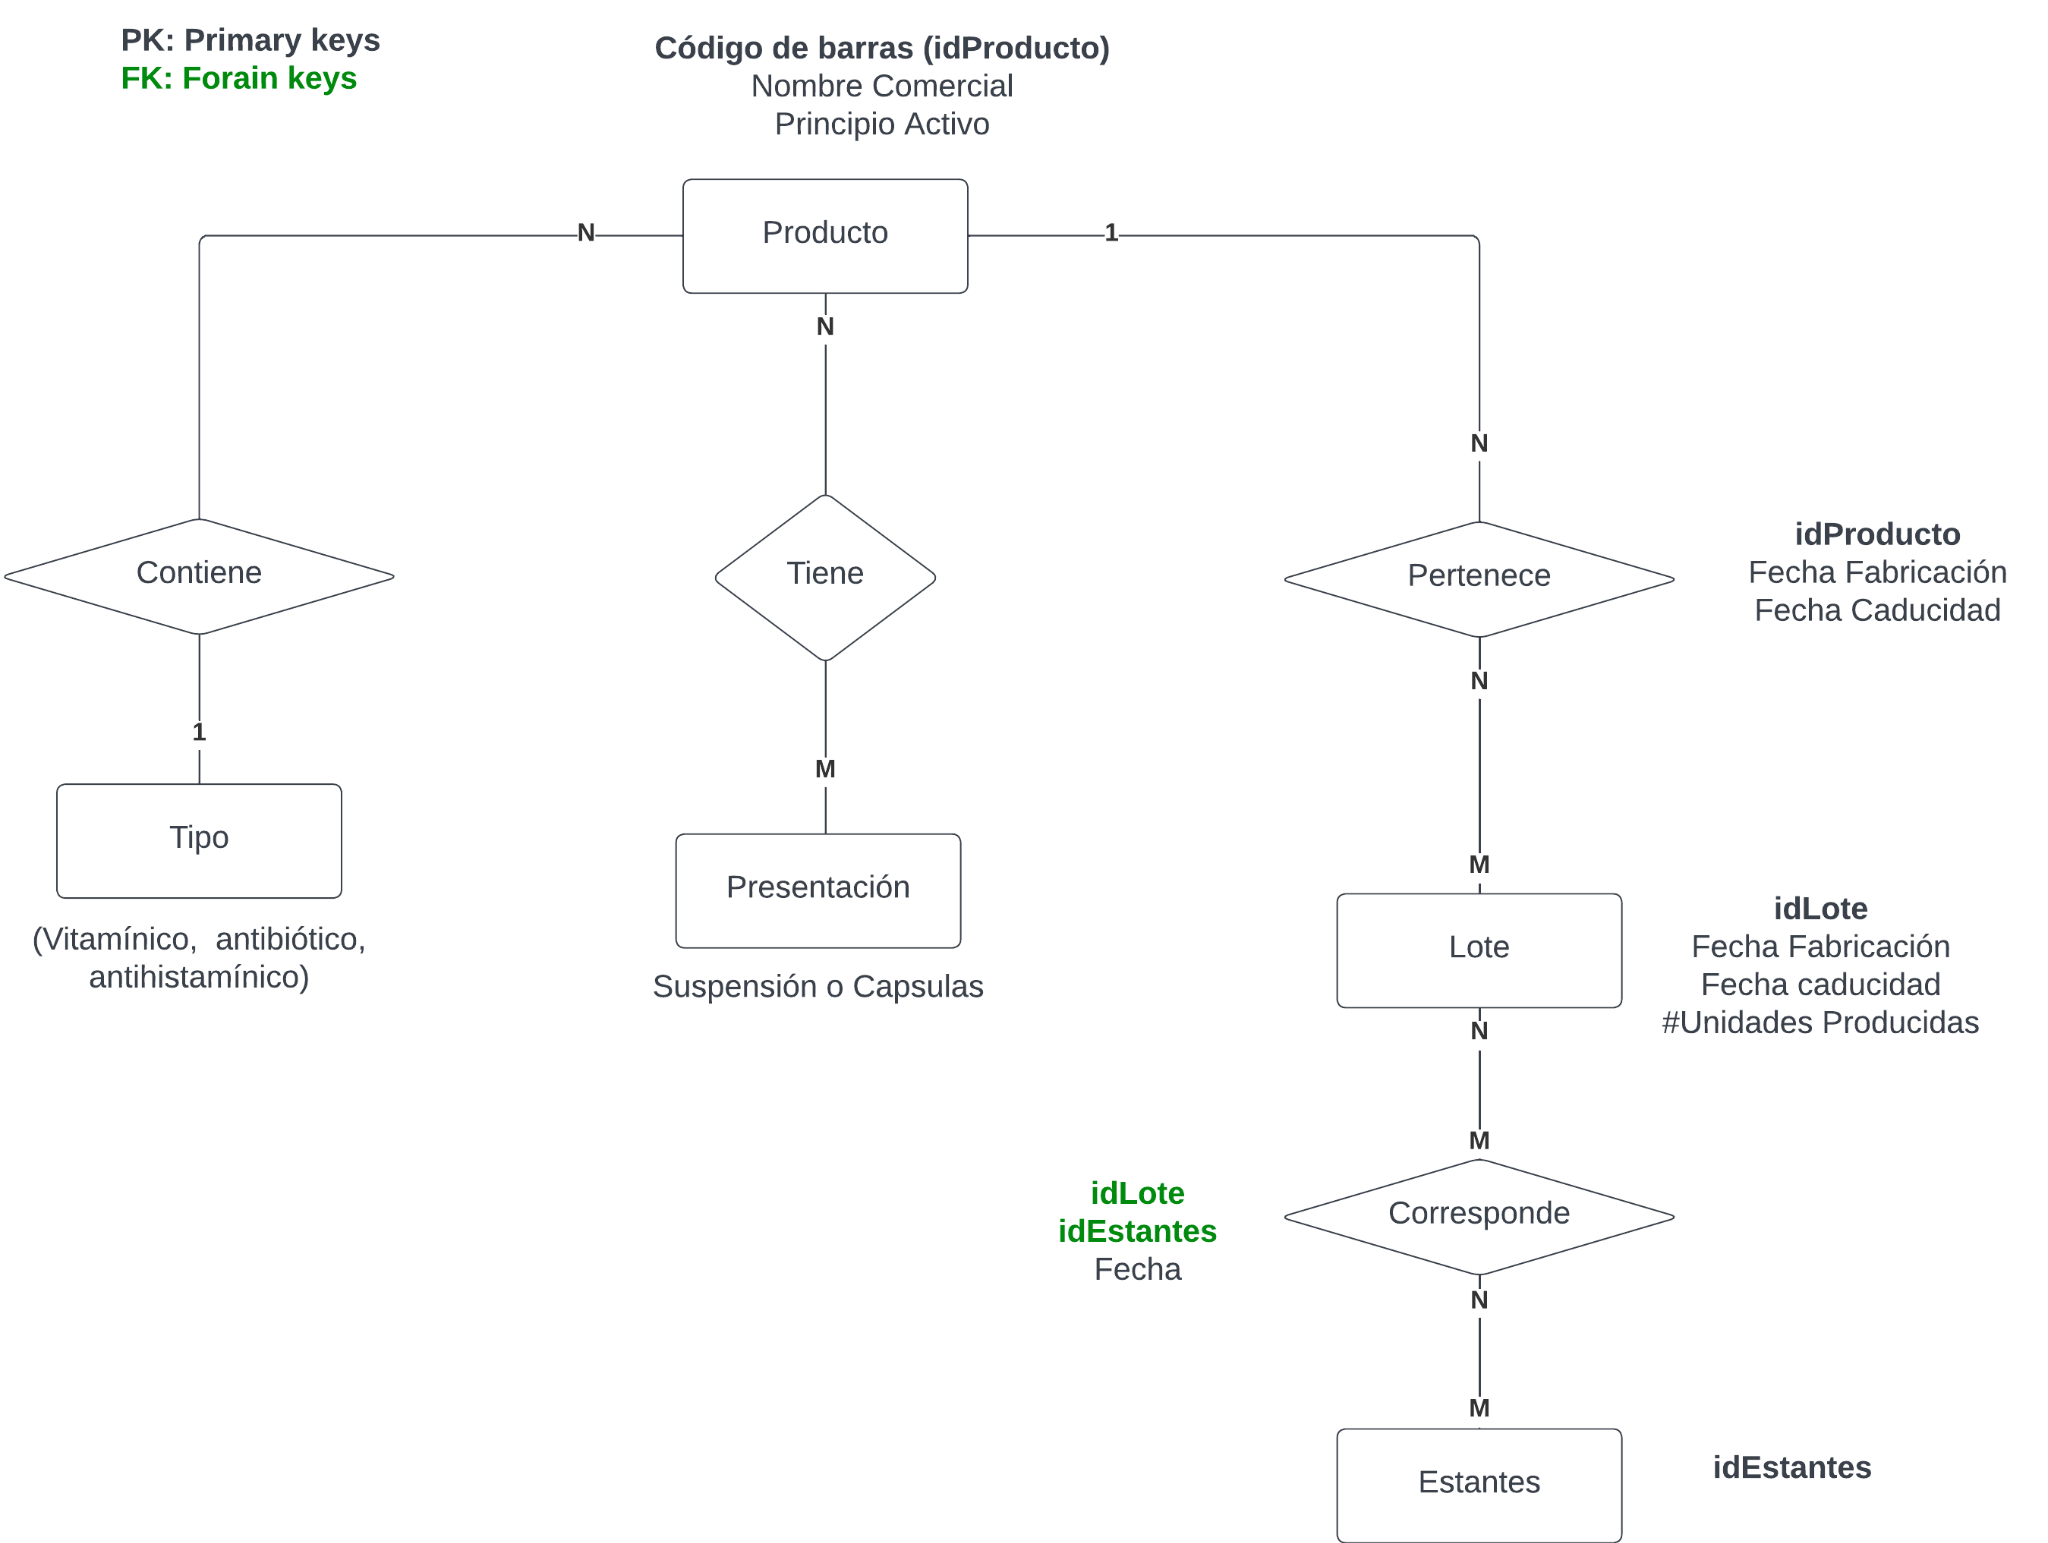 PK: Primary keys
FK: Forain keys
Código de barras (idProducto)
Nombre Comercial
Principio Activo
Producto
N
1
N
N
Contiene
Tiene
Pertenece
idProducto
Fecha Fabricación
Fecha Caducidad
N
1
M
Tipo
(Vitamínico,  antibiótico,
antihistamínico)
Presentación
Suspensión o Capsulas
M
Lote
idLote
Fecha Fabricación
Fecha caducidad
#Unidades Producidas
N
M
Corresponde
idLote
idEstantes
Fecha
N
M
Estantes
idEstantes